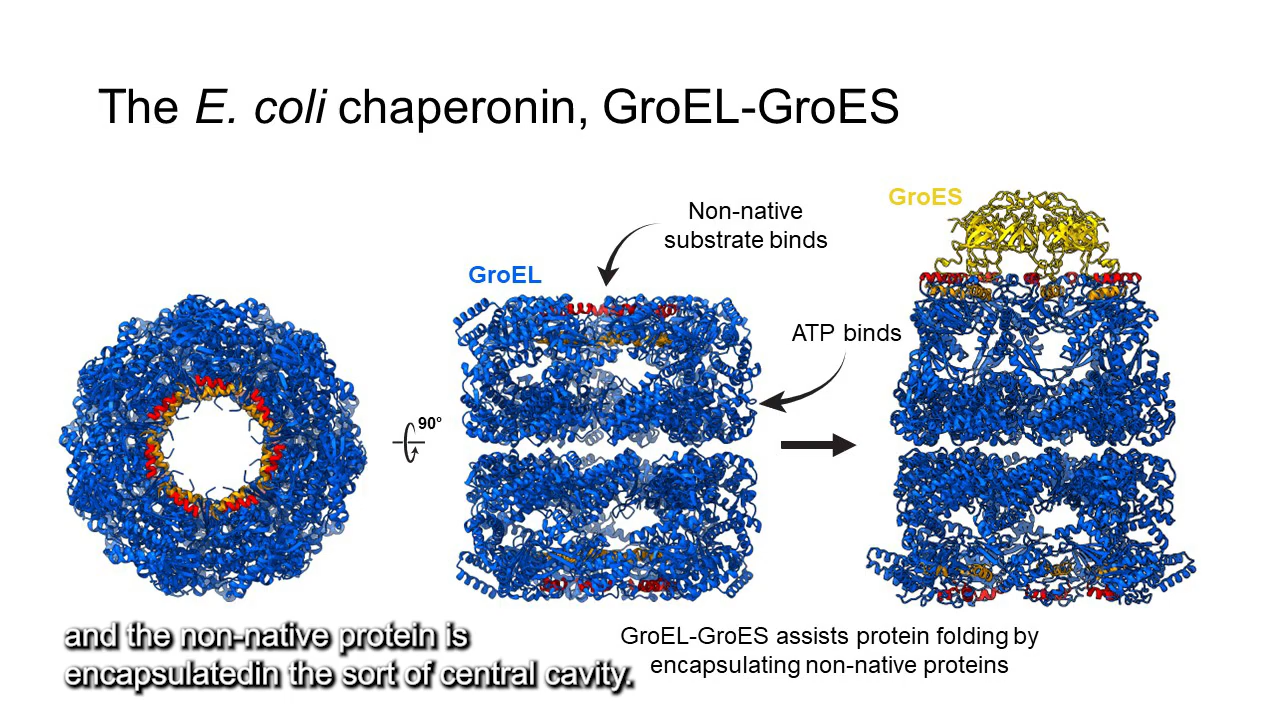 The E. coli chaperonin, GroEL-GroES
GroES
Non-native
substrate binds
GroEL
ATP binds
90°
and the non-native protein is
encapsulatedin the sort of central cavity.
GroEL-GroES assists protein folding by
encapsulating non-native proteins